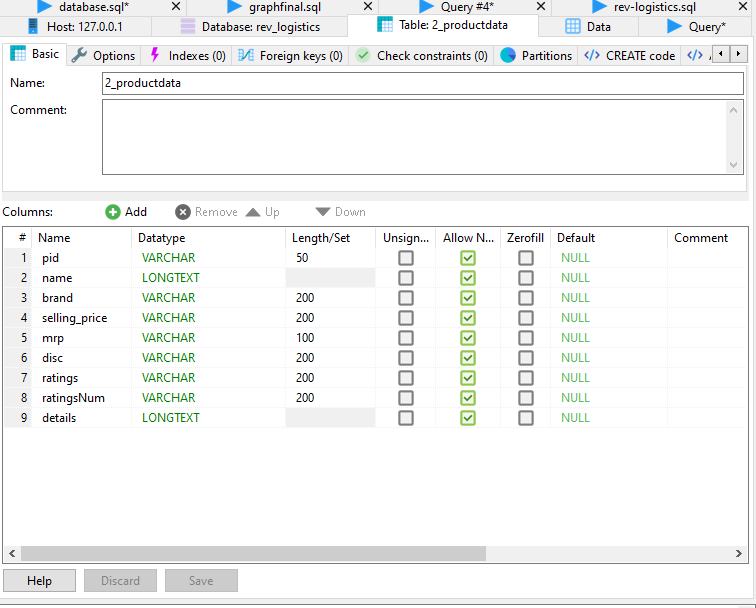 database.sql* graphfinal.sql Query #4* rev-logistics.sql
Host: 127.0.0.1 Database: rev_logistics Table: 2_productdata Data Query*
Basic Options Indexes (0) Foreign keys (0) Check constraints (0) Partitions CREATE code
Name: 2_productdata
Comment:
Columns: Add Remove Up Down
# Name Datatype Length/Set Unsign... Allow N... Zerofill Default Comment
1 pid VARCHAR 50 NULL
2 name LONGTEXT NULL
3 brand VARCHAR 200 NULL
4 selling_price VARCHAR 200 NULL
5 mrp VARCHAR 100 NULL
6 disc VARCHAR 200 NULL
7 ratings VARCHAR 200 NULL
8 ratingsNum VARCHAR 200 NULL
9 details LONGTEXT NULL
Help Discard Save